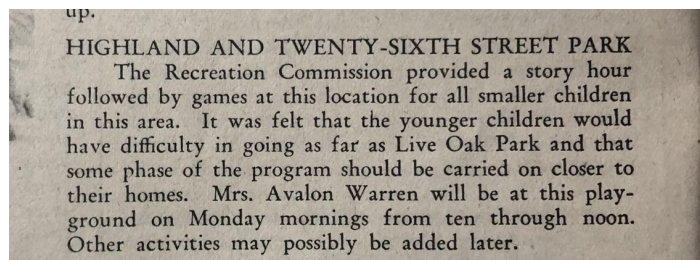 up.
HIGHLAND AND TWENTY-SIXTH STREET PARK
The Recreation Commission provided a story hour
followed by games at this location for all smaller children
in this area. It was felt that the younger children would
have difficulty in going as far as Live Oak Park and that
some phase of the program should be carried on closer to
their homes. Mrs. Avalon Warren will be at this play-
ground on Monday mornings from ten through noon.
Other activities may possibly be added later.